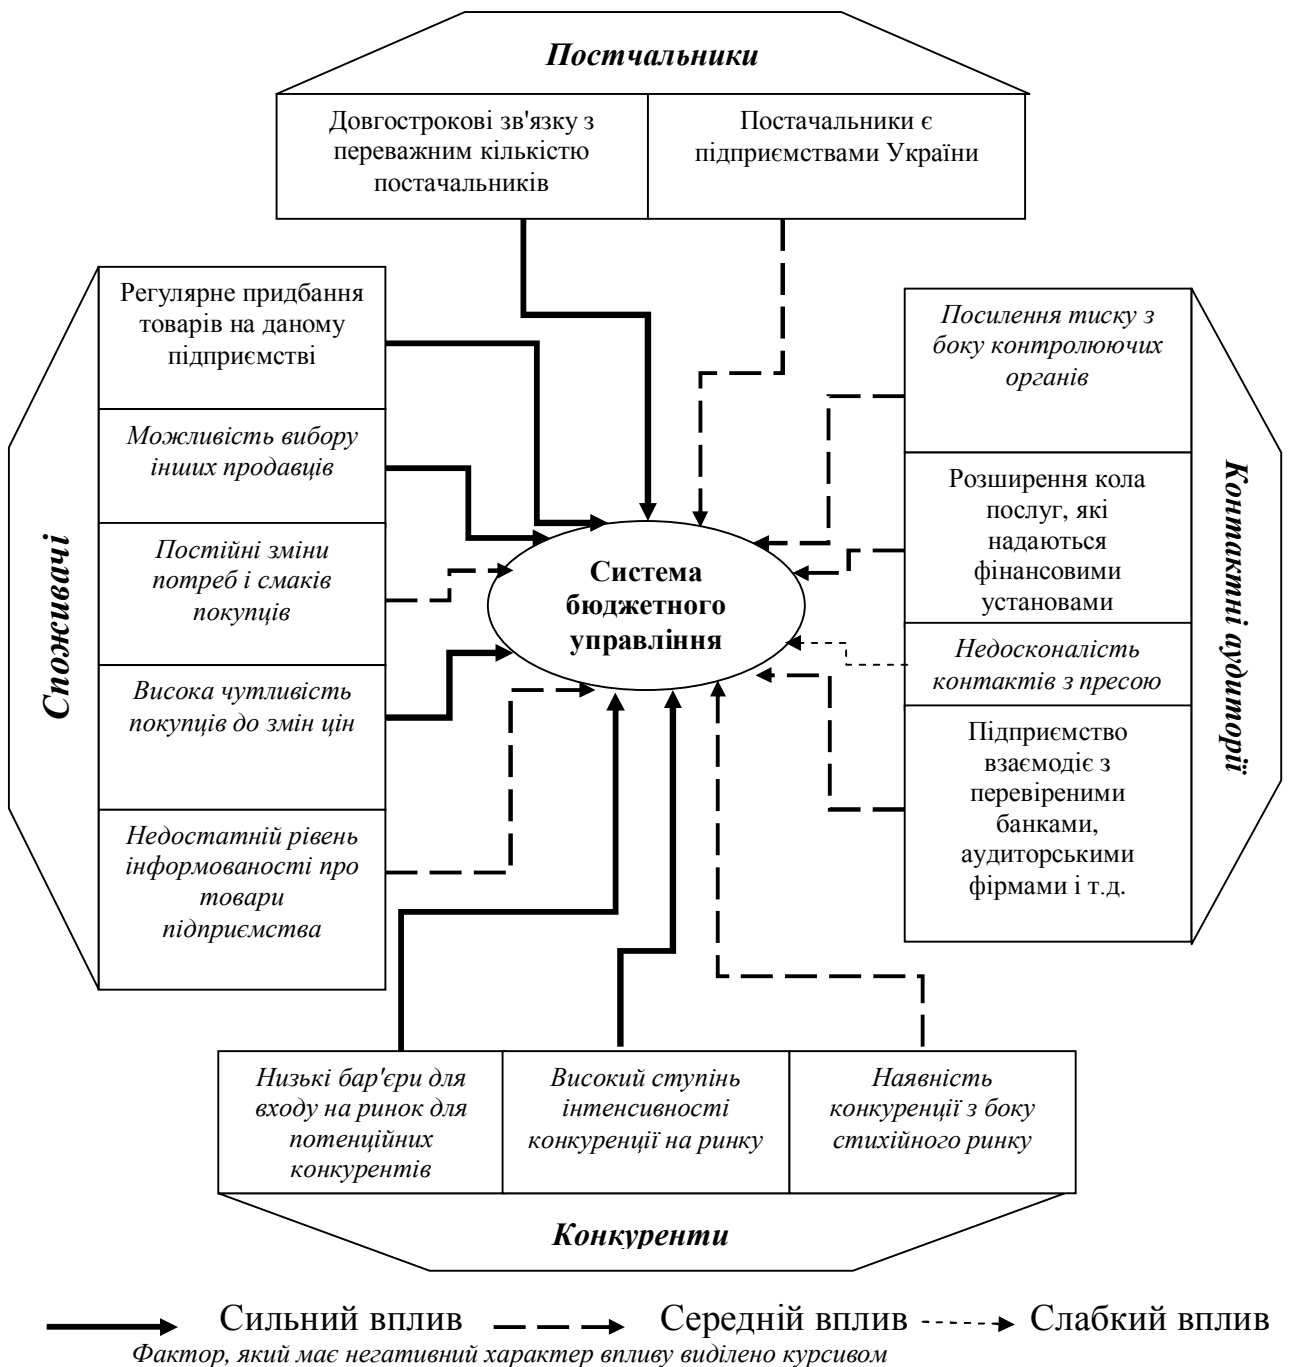 Постчальники
Довгострокові зв'язку з
переважним кількістю
постачальників
Постачальники є
підприємствами України
Споживачі
Регулярне придбання
товарів на даному
підприємстві
Можливість вибору
інших продавців
Постійні зміни
потреб і смаків
покупців
Висока чутливість
покупців до змін цін
Недостатній рівень
інформованості про
товари
підприємства
Система
бюджетного
управління
Посилення тиску з
боку контролюючих
органів
Розширення кола
послуг, які
надаються
фінансовими
установами
Недосконалість
контактів з пресою
Підприємство
взаємодіє з
перевіреними
банками,
аудиторськими
фірмами і т.д.
Контактні аудиторії
Низькі бар'єри для
входу на ринок для
потенційних
конкурентів
Високий ступінь
інтенсивності
конкуренції на ринку
Наявність
конкуренції з боку
стихійного ринку
Конкуренти
Сильний вплив
Середній вплив
Слабкий вплив
Фактор, який має негативний характер впливу виділено курсивом